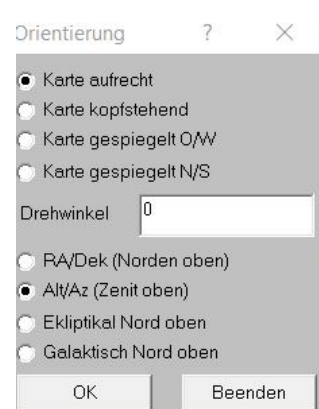 Orientierung ?
Karte aufrecht
Karte kopfstehend
Karte gespiegelt O/W
Karte gespiegelt N/S
Drehwinkel 0
RA/Dek (Norden oben)
Alt/Az (Zenit oben)
Ekliptikal Nord oben
Galaktisch Nord oben
OK Beenden